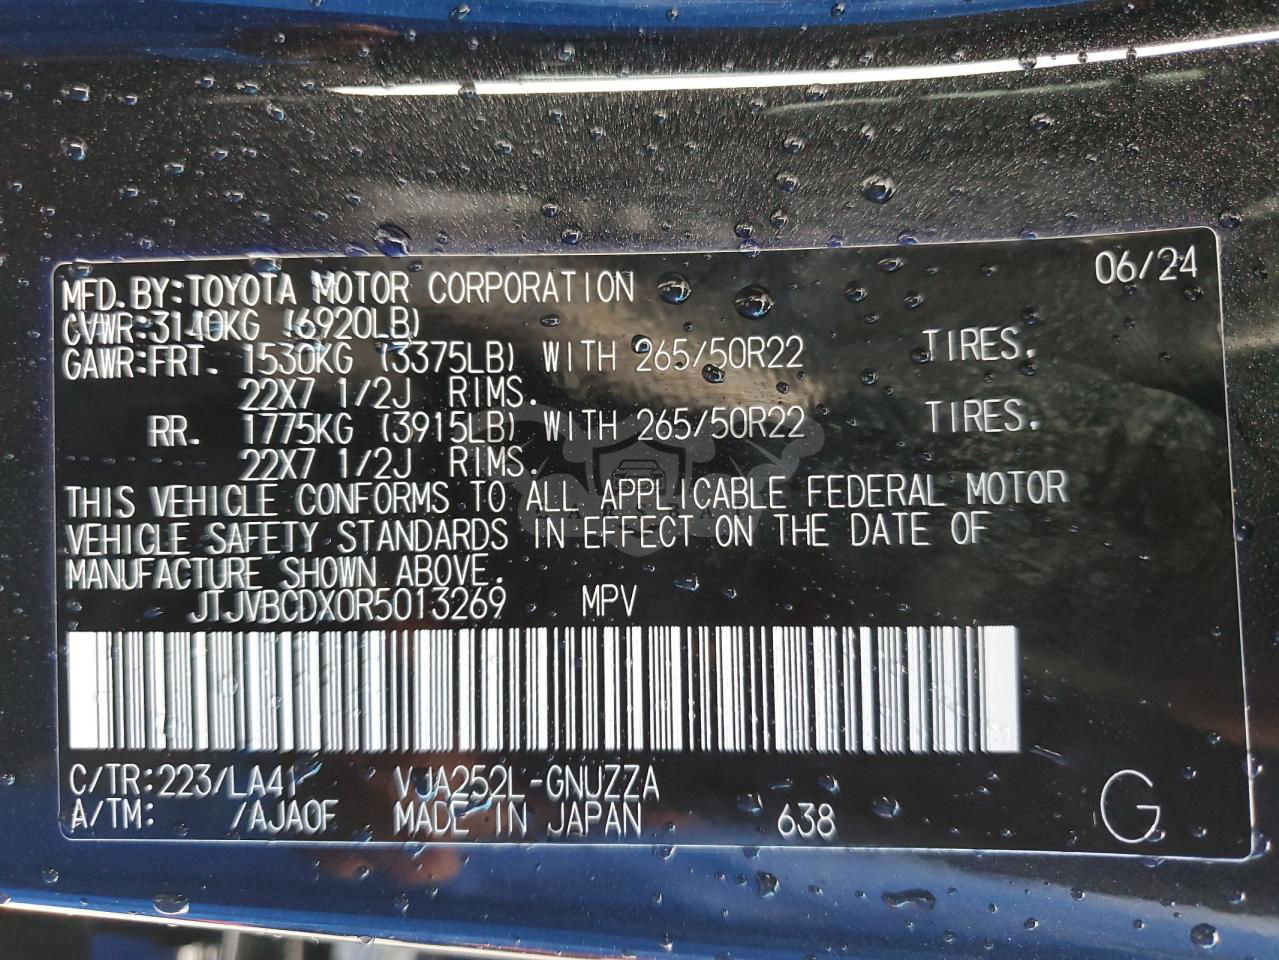 06/24
MFD.BY:TOYOTA MOTOR CORPORATION
CVWR:3140KG (6920LB)
GAWR:FRT. 1530KG (3375LB) WITH 265/50R22 TIRES.
22X7 1/2J RIMS.
RR. 1775KG (3915LB) WITH 265/50R22 TIRES.
22X7 1/2J RIMS.
THIS VEHICLE CONFORMS TO ALL APPLICABLE FEDERAL MOTOR
VEHICLE SAFETY STANDARDS IN EFFECT ON THE DATE OF
MANUFACTURE SHOWN ABOVE.
JTJVBCDX0R5013269 MPV
C/TR:223/LA41 VJA252L-GNUZZA
A/TM: /AJA0F MADE IN JAPAN 638 G